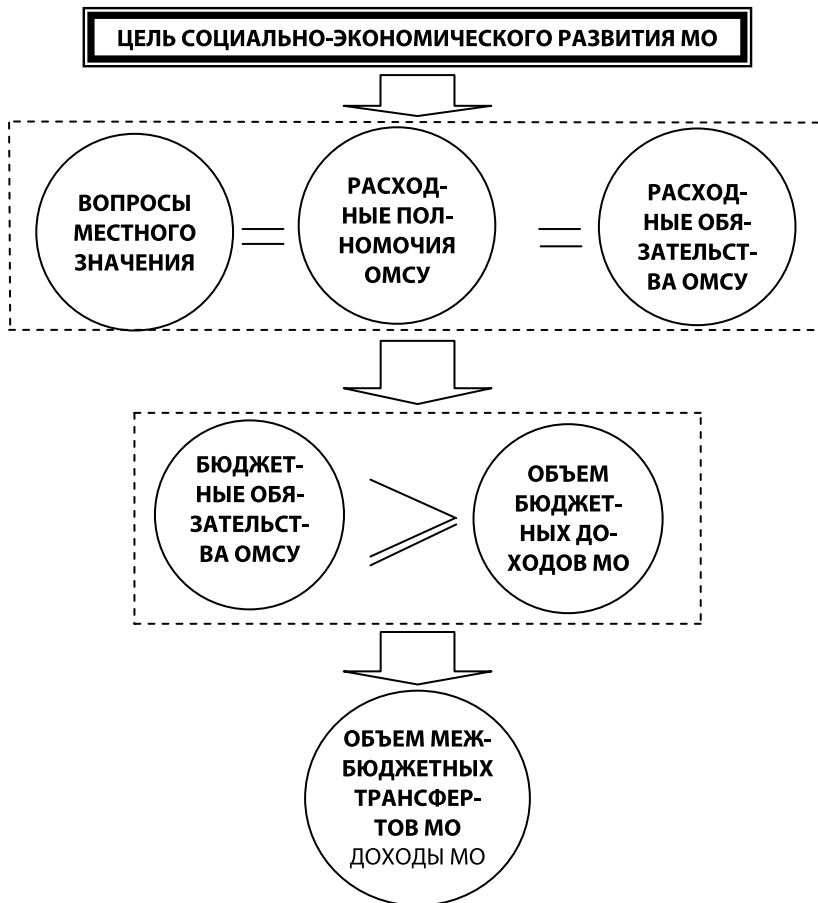 ЦЕЛЬ СОЦИАЛЬНО-ЭКОНОМИЧЕСКОГО РАЗВИТИЯ МО
ВОПРОСЫ
МЕСТНОГО
ЗНАЧЕНИЯ
=
РАСХОД-
НЫЕ ПОЛ-
НОМОЧИЯ
ОМСУ
=
РАСХОД-
НЫЕ ОБЯ-
ЗАТЕЛЬСТ-
ВА ОМСУ
БЮДЖЕТ-
НЫЕ ОБЯ-
ЗАТЕЛЬСТ-
ВА ОМСУ
⩾
ОБЪЕМ
БЮДЖЕТ-
НЫХ ДО-
ХОДОВ МО
ОБЪЕМ МЕЖ-
БЮДЖЕТНЫХ
ТРАНСФЕР-
ТОВ МО
ДОХОДЫ МО